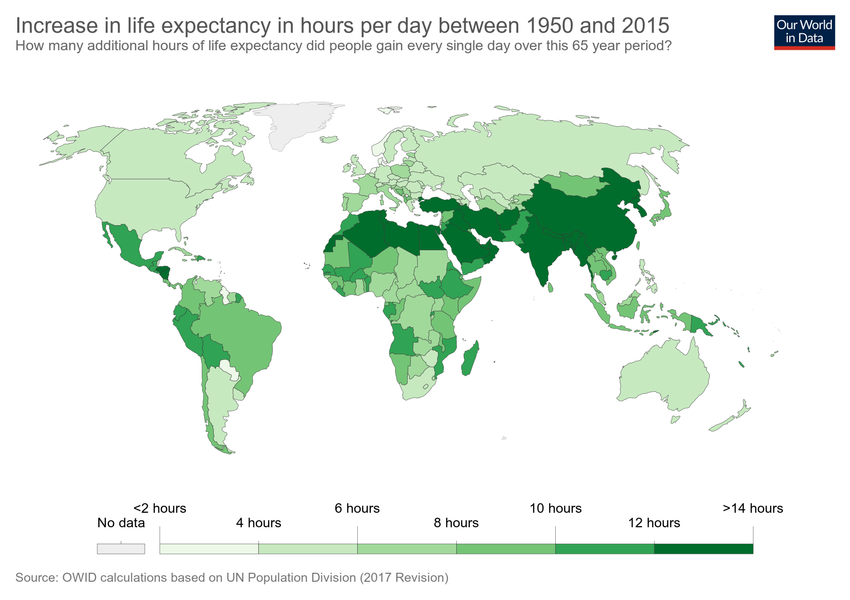 Increase in life expectancy in hours per day between 1950 and 2015
How many additional hours of life expectancy did people gain every single day over this 65 year period?
Our World
in Data
<2 hours
6 hours
10 hours
>14 hours
No data
4 hours
8 hours
12 hours
Source: OWID calculations based on UN Population Division (2017 Revision)